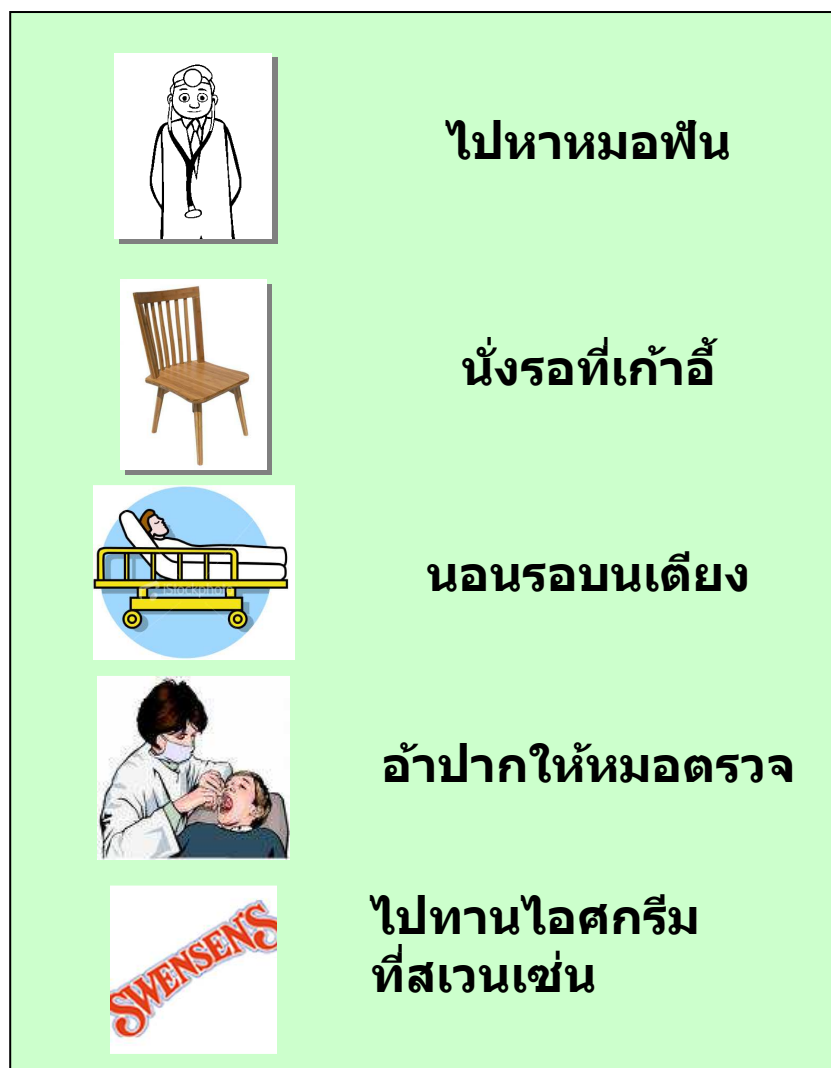 ไปหาหมอฟัน
นั่งรอที่เก้าอี้
นอนรอบนเตียง
iStockphoto
อ้าปากให้หมอตรวจ
ไปทานไอศกรีม
ที่สเวนเซ่น
SWENSEN'S